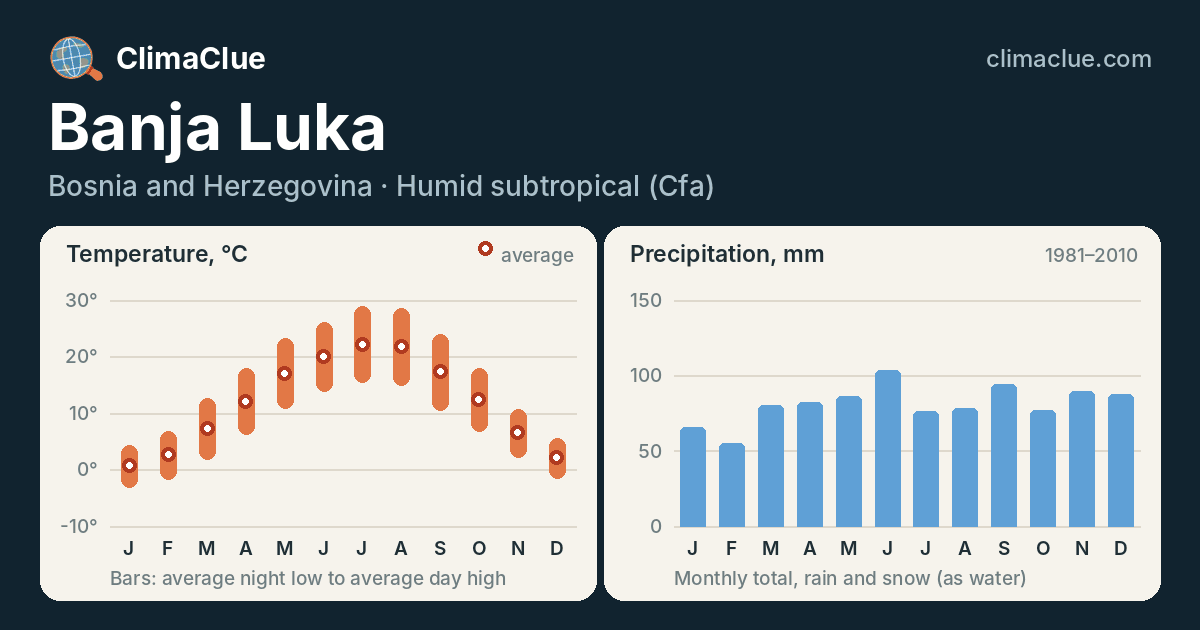 ClimaClue
climaclue.com
Banja Luka
Bosnia and Herzegovina · Humid subtropical (Cfa)
Temperature, °C
average
30°
20°
10°
0°
-10°
J F M A M J J A S O N D
Bars: average night low to average day high
Precipitation, mm
1981–2010
150
100
50
0
J F M A M J J A S O N D
Monthly total, rain and snow (as water)